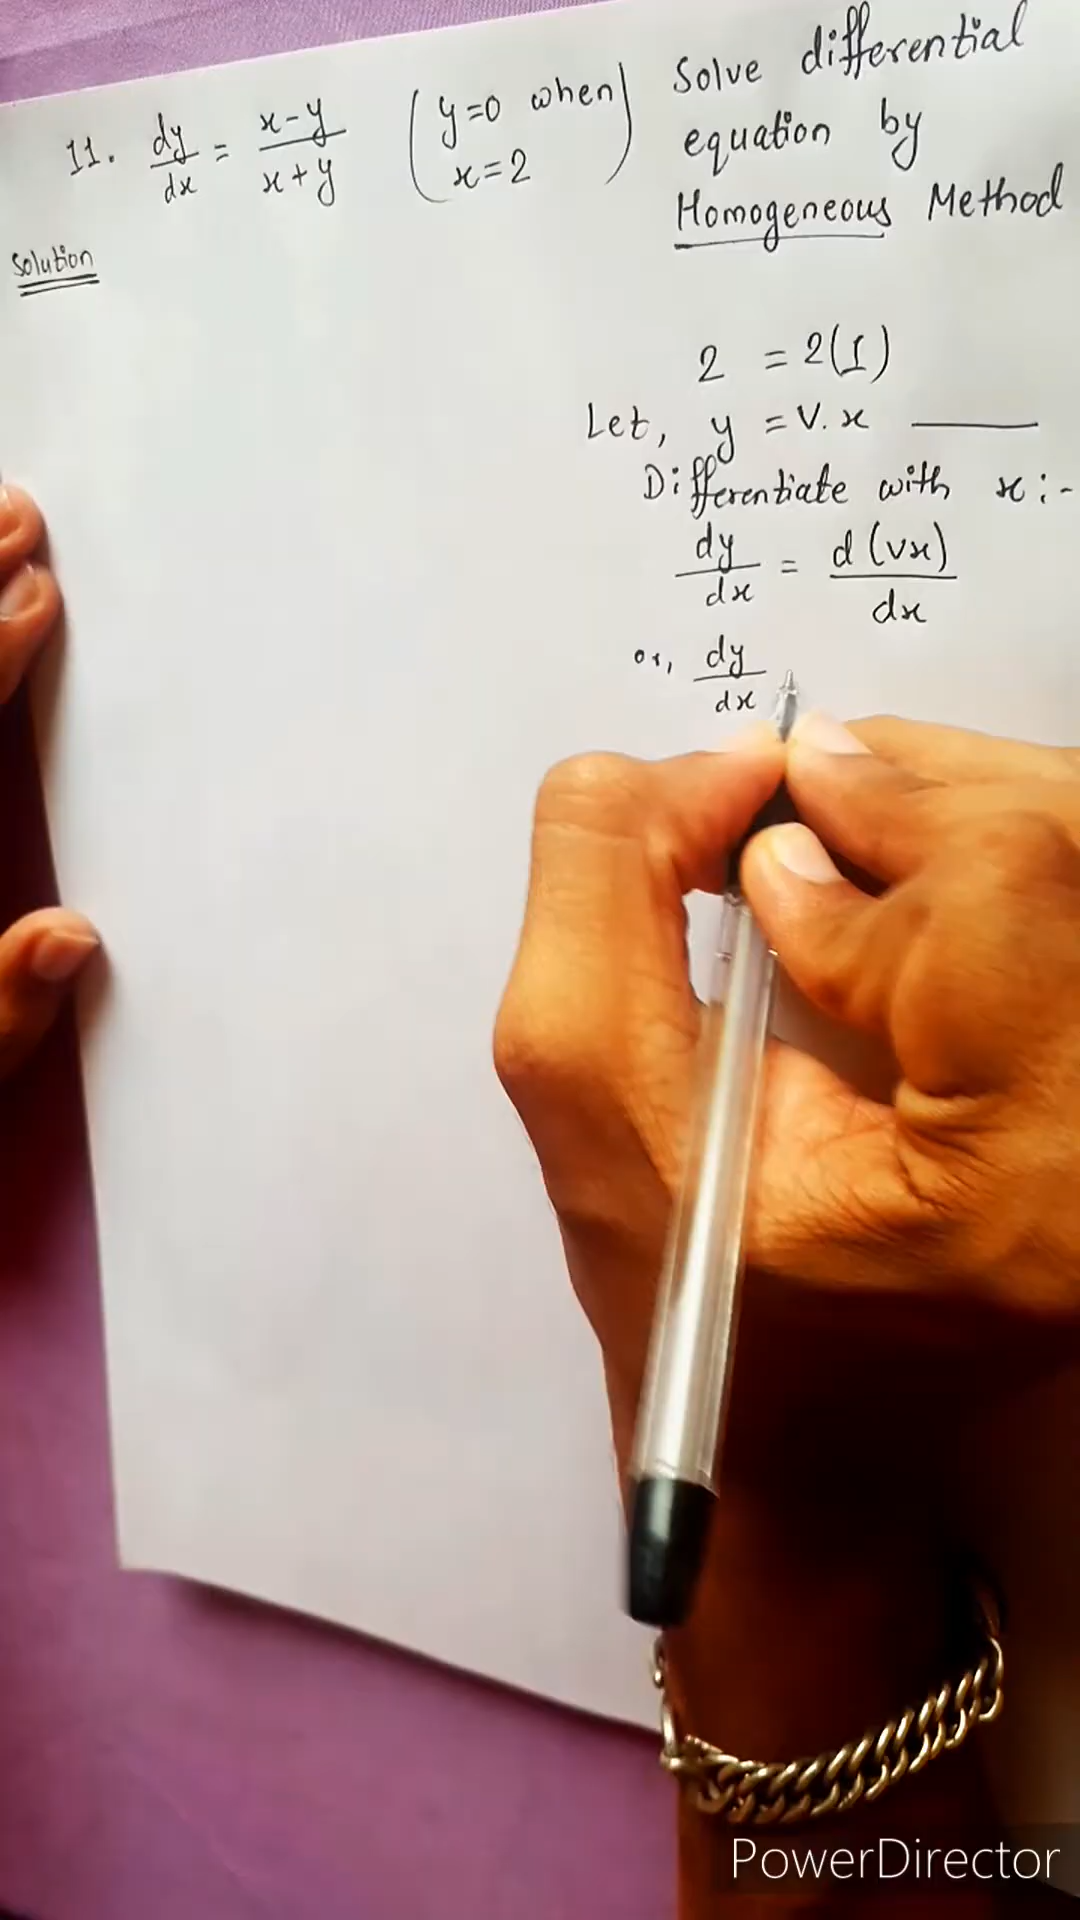 11. dy/dx = x-y/x+y (y=0 when x=2)
Solve differential
equation by
Homogeneous Method
Solution
2 = 2(1)
Let, y = v.x
Differentiate with x:-
dy/dx = d(vx)/dx
or, dy/dx
PowerDirector